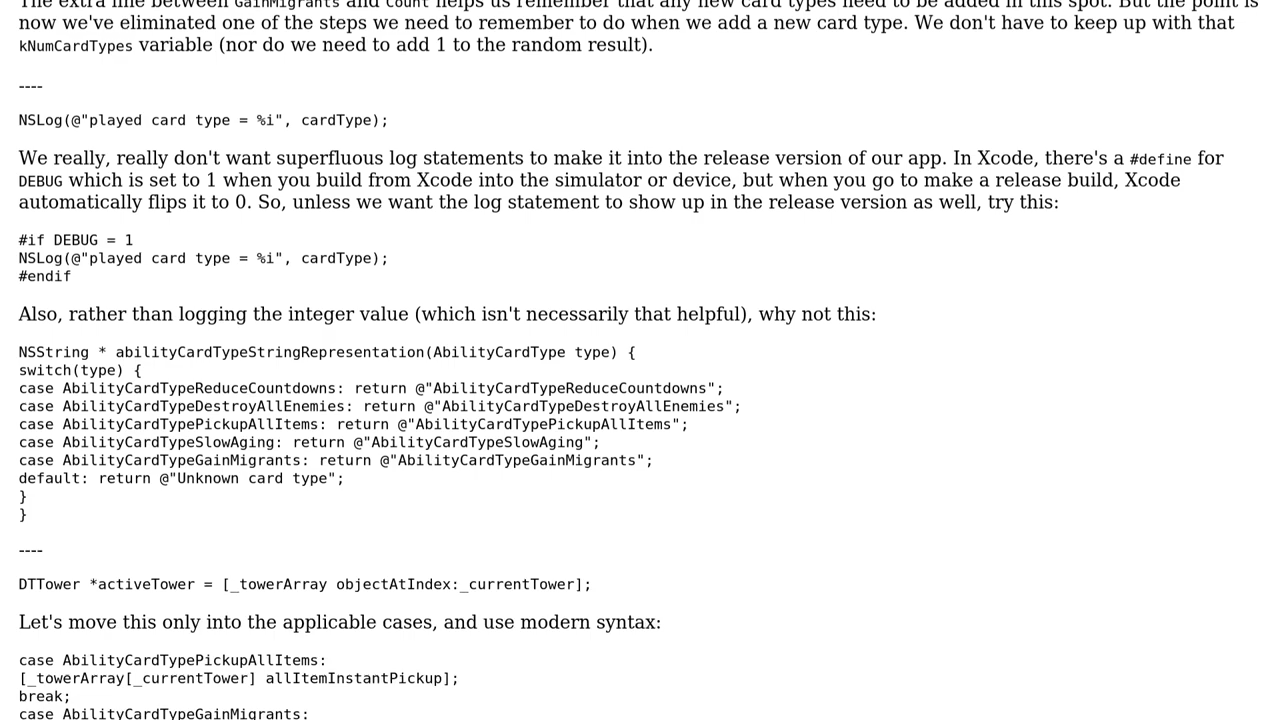 The extra line between GainMigrants and Count helps us remember that any new card types need to be added in this spot. But the point is
now we've eliminated one of the steps we need to remember to do when we add a new card type. We don't have to keep up with that
kNumCardTypes variable (nor do we need to add 1 to the random result).
----
NSLog(@"played card type = %i", cardType);
We really, really don't want superfluous log statements to make it into the release version of our app. In Xcode, there's a #define for
DEBUG which is set to 1 when you build from Xcode into the simulator or device, but when you go to make a release build, Xcode
automatically flips it to 0. So, unless we want the log statement to show up in the release version as well, try this:
#if DEBUG = 1
NSLog(@"played card type = %i", cardType);
#endif
Also, rather than logging the integer value (which isn't necessarily that helpful), why not this:
NSString * abilityCardTypeStringRepresentation(AbilityCardType type) {
switch(type) {
case AbilityCardTypeReduceCountdowns: return @"AbilityCardTypeReduceCountdowns";
case AbilityCardTypeDestroyAllEnemies: return @"AbilityCardTypeDestroyAllEnemies";
case AbilityCardTypePickupAllItems: return @"AbilityCardTypePickupAllItems";
case AbilityCardTypeSlowAging: return @"AbilityCardTypeSlowAging";
case AbilityCardTypeGainMigrants: return @"AbilityCardTypeGainMigrants";
default: return @"Unknown card type";
}
}
----
DTTower *activeTower = [_towerArray objectAtIndex:_currentTower];
Let's move this only into the applicable cases, and use modern syntax:
case AbilityCardTypePickupAllItems:
[_towerArray[_currentTower] allItemInstantPickup];
break;
case AbilityCardTypeGainMigrants: